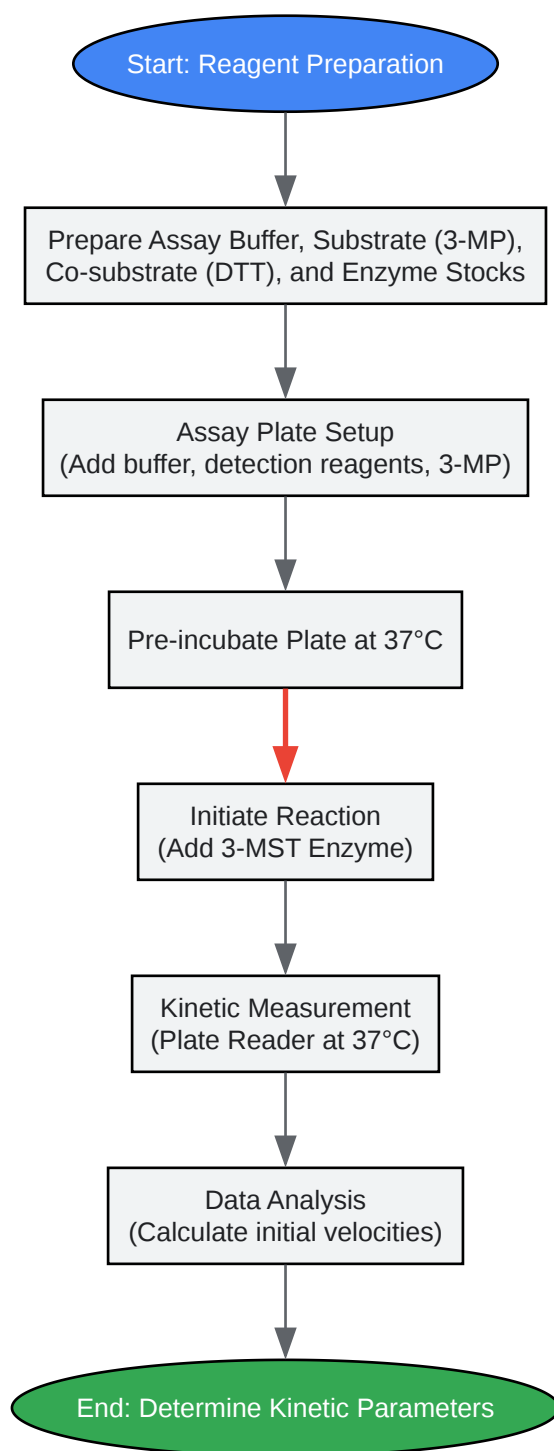 Start: Reagent Preparation
Prepare Assay Buffer, Substrate (3-MP),
Co-substrate (DTT), and Enzyme Stocks
Assay Plate Setup
(Add buffer, detection reagents, 3-MP)
Pre-incubate Plate at 37°C
Initiate Reaction
(Add 3-MST Enzyme)
Kinetic Measurement
(Plate Reader at 37°C)
Data Analysis
(Calculate initial velocities)
End: Determine Kinetic Parameters